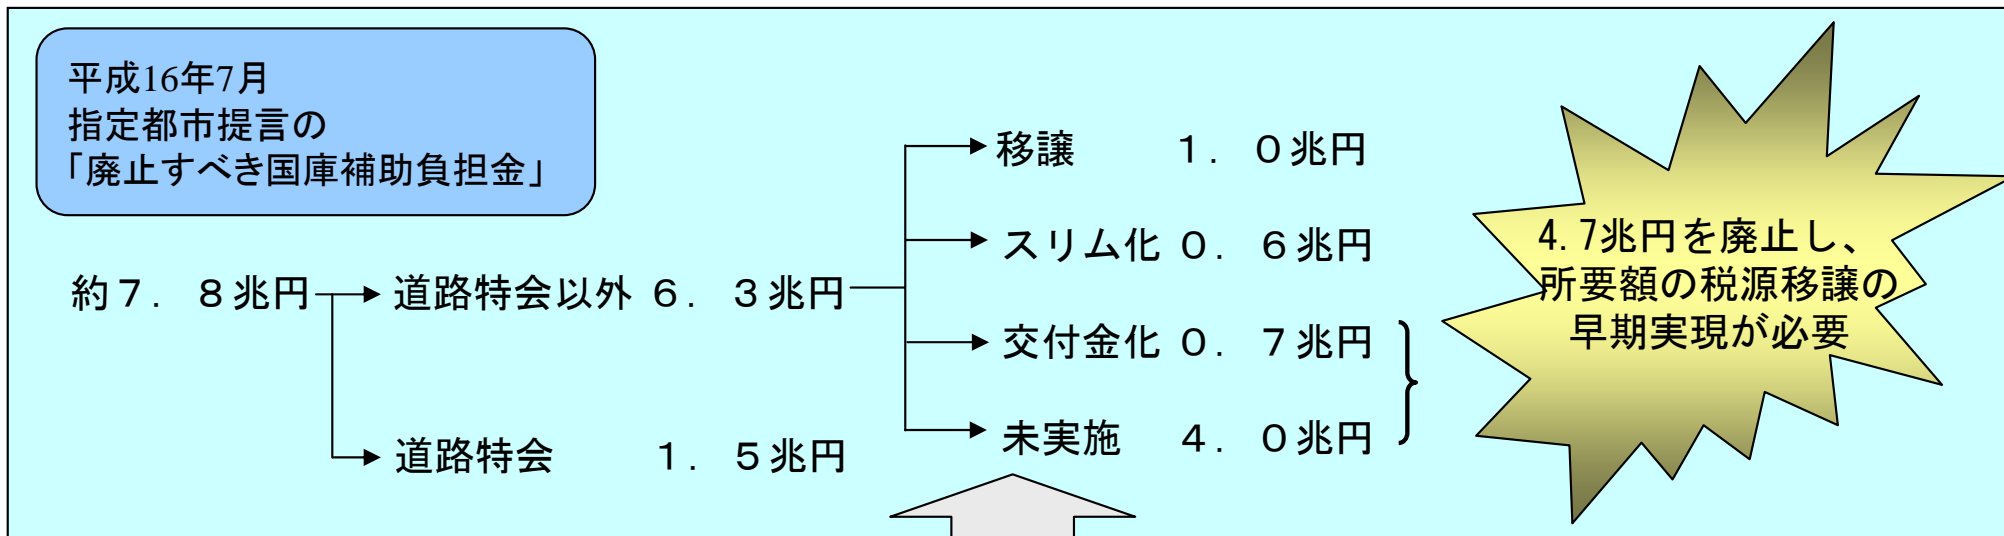 平成16年7月
指定都市提言の
「廃止すべき国庫補助負担金」
約７．８兆円
道路特会以外 ６．３兆円
道路特会 １．５兆円
移譲 １．０兆円
スリム化 ０．６兆円
交付金化 ０．７兆円
未実施 ４．０兆円
4.7兆円を廃止し、
所要額の税源移譲の
早期実現が必要